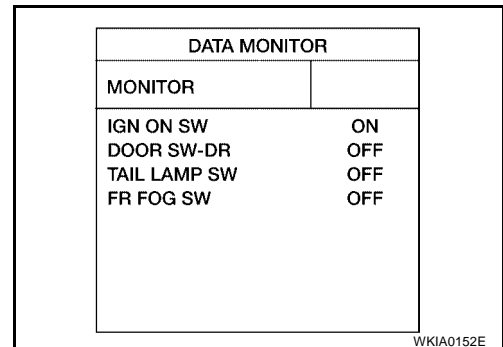 DATA MONITOR
MONITOR
IGN ON SW ON
DOOR SW-DR OFF
TAIL LAMP SW OFF
FR FOG SW OFF
WKIA0152E